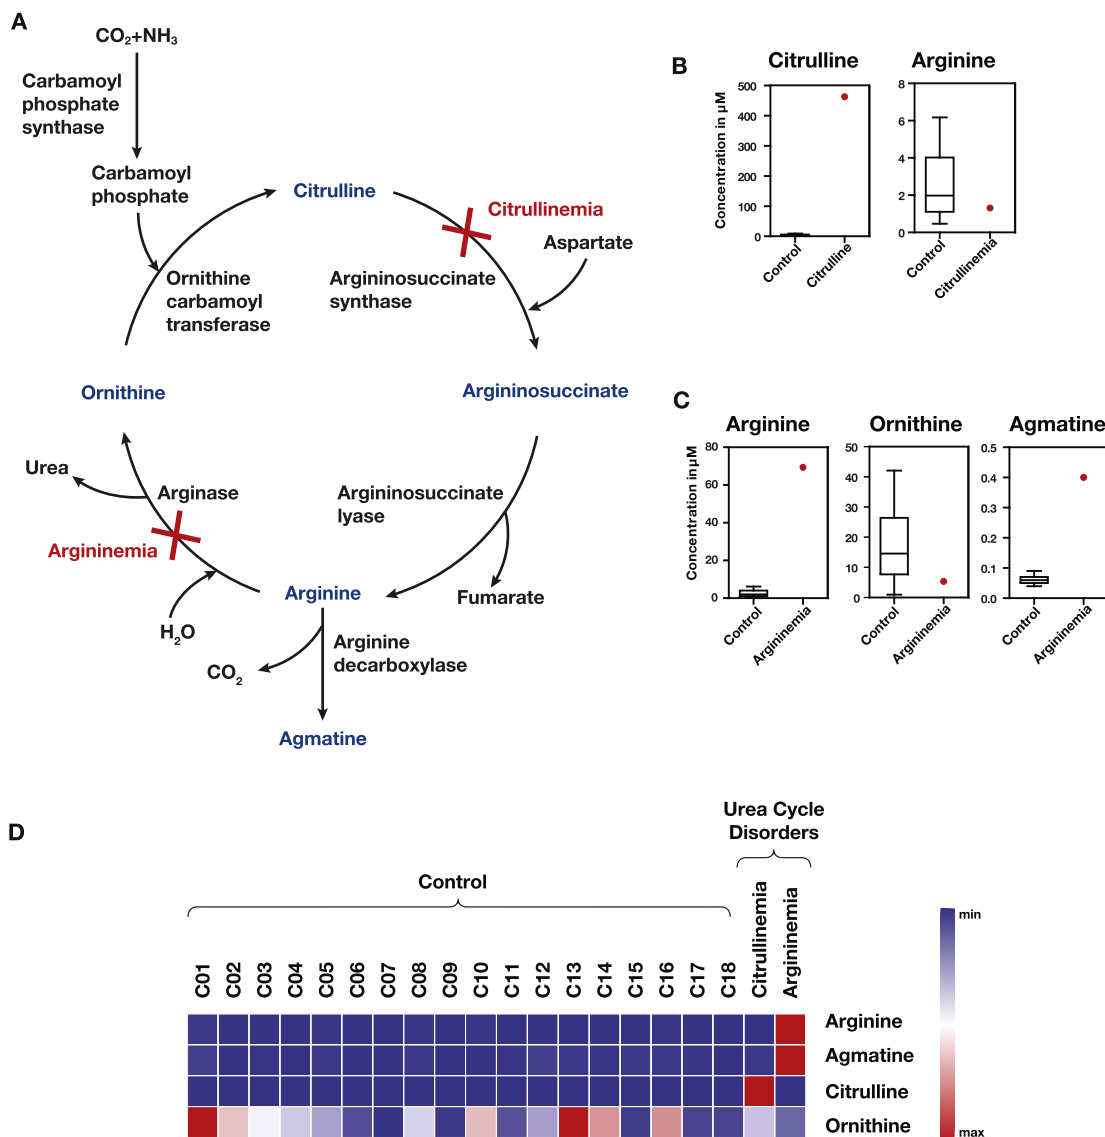 A
CO2+NH3
Carbamoyl
phosphate
synthase
Carbamoyl
phosphate
Citrulline
Citrullinemia
Aspartate
Ornithine
carbamoyl
transferase
Argininosuccinate
synthase
Ornithine
Argininosuccinate
Urea
Arginase
Argininosuccinate
lyase
Argininemia
Arginine
Fumarate
H2O
Arginine
decarboxylase
CO2
Agmatine
B
Citrulline
Arginine
Concentration in µM
500
400
300
200
100
0
Control
Citrulline
8
6
4
2
0
Control
Citrullinemia
C
Arginine
Ornithine
Agmatine
Concentration in µM
80
60
40
20
0
Control
Argininemia
50
40
30
20
10
0
Control
Argininemia
0.5
0.4
0.3
0.2
0.1
0.0
Control
Argininemia
D
Urea Cycle
Disorders
Control
C01 C02 C03 C04 C05 C06 C07 C08 C09 C10 C11 C12 C13 C14 C15 C16 C17 C18 Citrullinemia Argininemia
min
Arginine
Agmatine
Citrulline
Ornithine
max